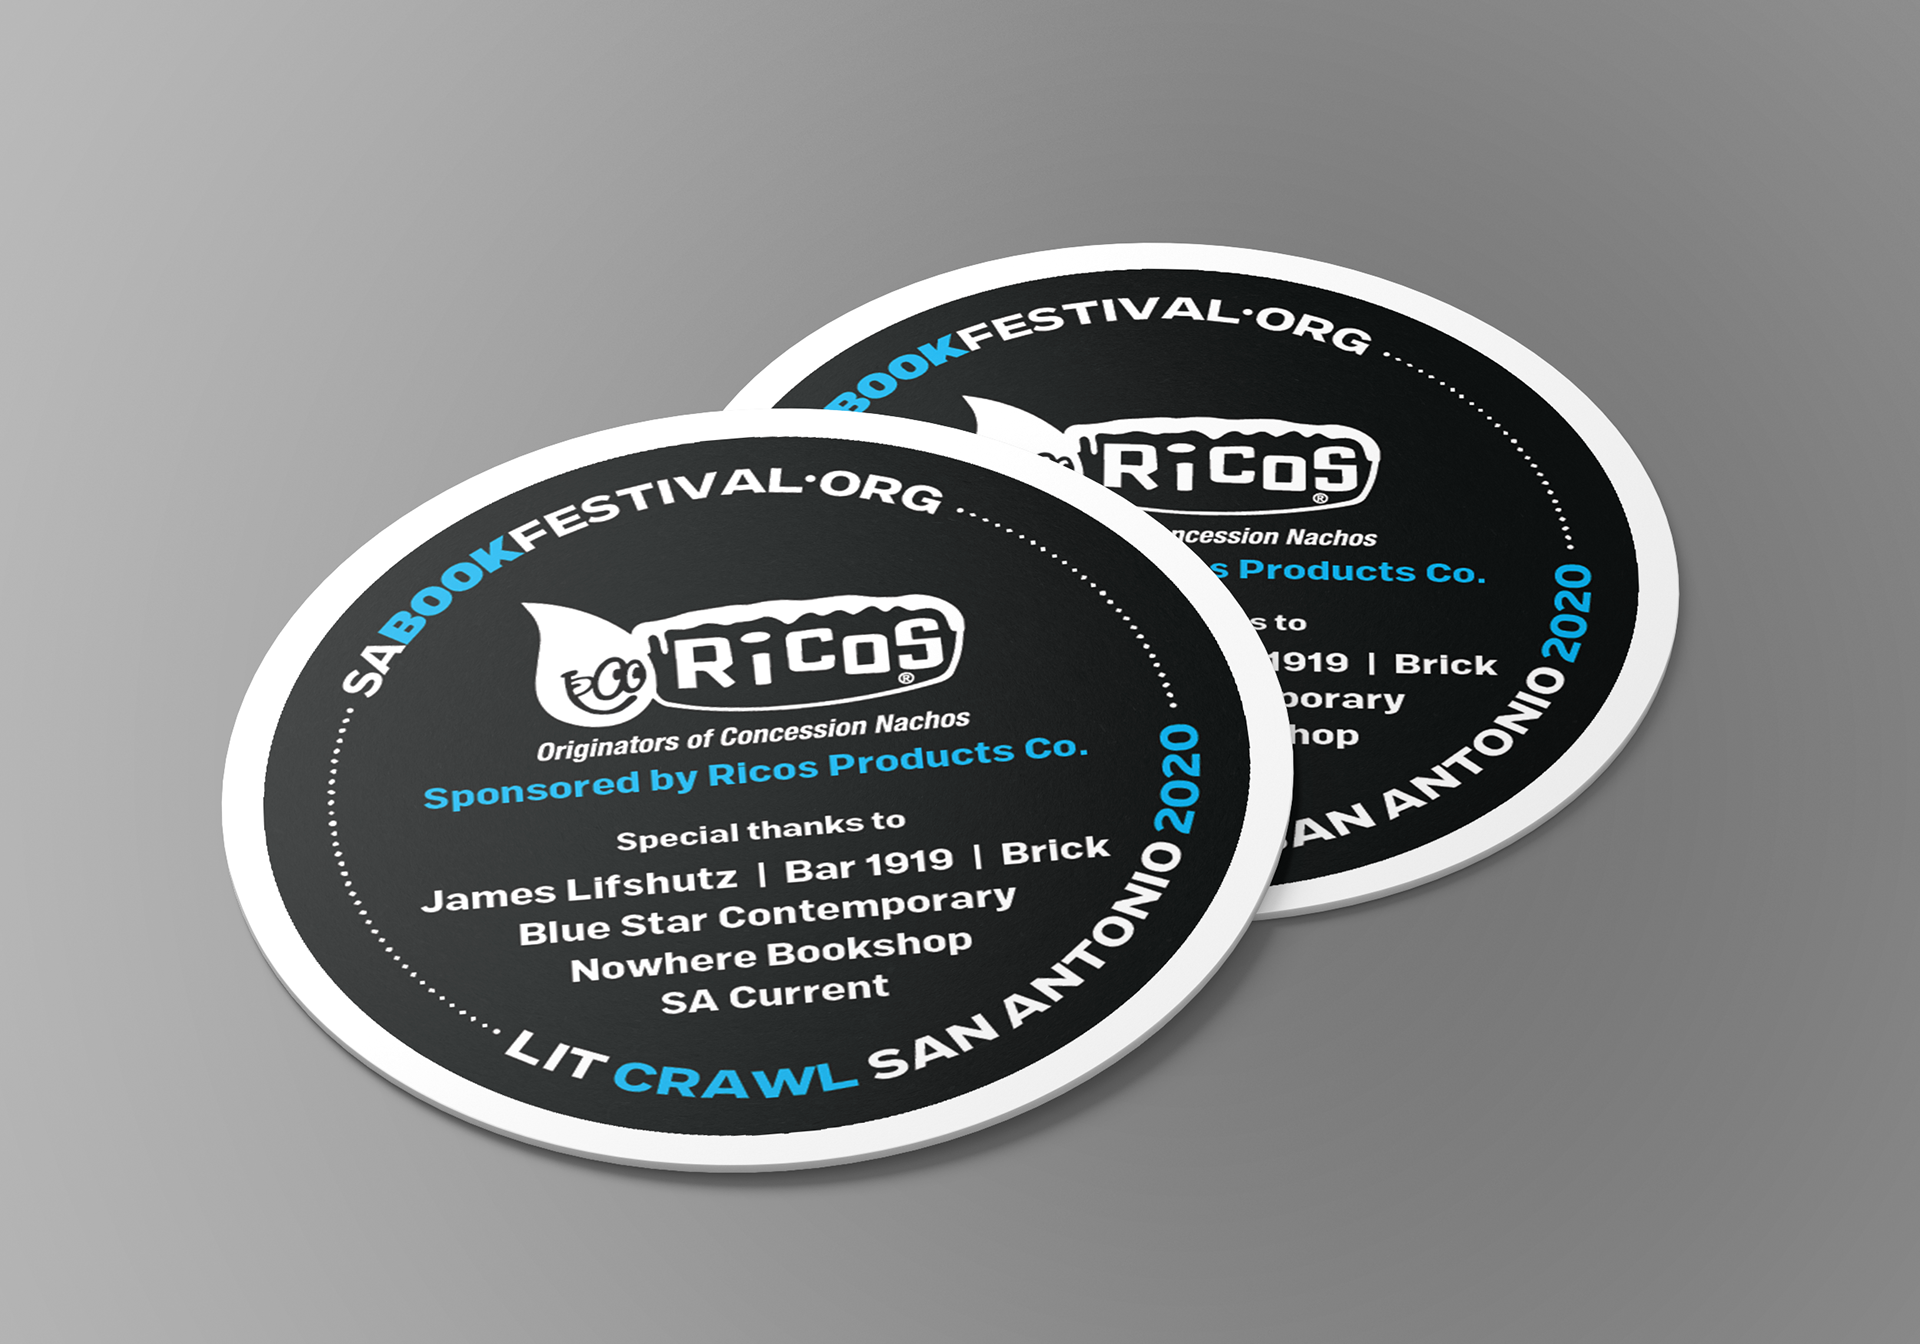 SABOOKFESTIVAL•ORG
RiCoS®
Originators of Concession Nachos
Sponsored by Ricos Products Co.
Special thanks to
James Lifshutz | Bar 1919 | Brick
Blue Star Contemporary
Nowhere Bookshop
SA Current
LIT CRAWL SAN ANTONIO 2020
BOOKFESTIVAL•ORG
RiCoS®
ncession Nachos
s Products Co.
s to
1919 | Brick
porary
hop
SAN ANTONIO 2020